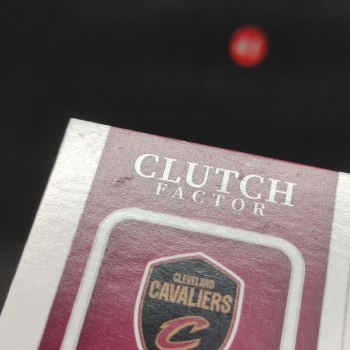 CLUTCH
FACTOR
CLEVELAND
CAVALIERS
C